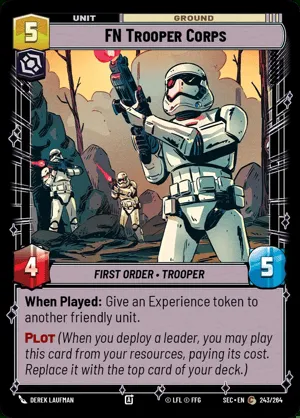 UNIT
GROUND
5
FN Trooper Corps
4
5
FIRST ORDER • TROOPER
When Played: Give an Experience token to
another friendly unit.
PLOT (When you deploy a leader, you may play
this card from your resources, paying its cost.
Replace it with the top card of your deck.)
DEREK LAUFMAN
© LFL © FFG
SEC • EN C 243/264